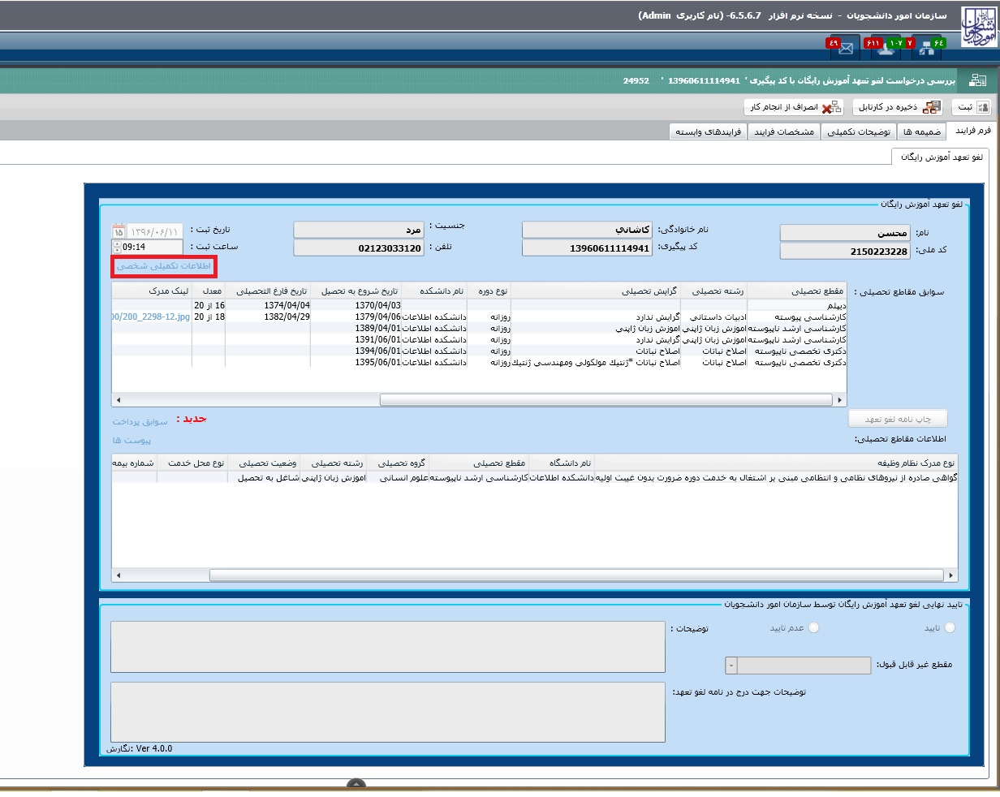 سازمان امور دانشجویان - نسخه نرم افزار 6.5.6.7- (نام کاربری Admin)
۶۴ ۷ ۱۰۷ ۶۱۱ ۴۹
بررسی درخواست لغو تعهد آموزش رایگان با کد پیگیری ' 13960611114941 ' 24952
ثبت ذخیره در کارتابل انصراف از انجام کار
فرم فرایند ضمیمه ها توضیحات تکمیلی مشخصات فرایند فرایندهای وابسته
لغو تعهد آموزش رایگان
لغو تعهد آموزش رایگان
نام: محسن نام خانوادگی: کاشاني جنسیت : مرد تاریخ ثبت : ۱۳۹۶/۰۶/۱۱ ۱۵
کد ملی: 2150223228 کد پیگیری: 13960611114941 تلفن : 02123033120 ساعت ثبت : 09:14
اطلاعات تکمیلی شخصی
سوابق مقاطع تحصیلی :
مقطع تحصیلی رشته تحصیلی گرایش تحصیلی نوع دوره نام دانشکده تاریخ شروع به تحصیل تاریخ فارغ التحصیلی معدل لینک مدرک
دیپلم 1370/04/03 1374/04/04 16 از 20
کارشناسی پیوسته ادبیات داستانی گرایش ندارد روزانه دانشکده اطلاعات 1379/04/06 1382/04/29 18 از 20 00/200_2298-12.jpg
کارشناسی ارشد ناپیوسته اموزش زبان ژاپني اموزش زبان ژاپني روزانه دانشکده اطلاعات 1389/04/01
کارشناسی ارشد ناپیوسته اموزش زبان ژاپني گرایش ندارد روزانه دانشکده اطلاعات 1391/06/01
دکتری تخصصی ناپیوسته اصلاح نباتات اصلاح نباتات روزانه دانشکده اطلاعات 1394/06/01
دکتری تخصصی ناپیوسته اصلاح نباتات اصلاح نباتات *ژنتيك مولكولي ومهندسي ژنتيك روزانه دانشکده اطلاعات 1395/06/01
چاپ نامه لغو تعهد جدید : سوابق پرداخت
پیوست ها
اطلاعات مقاطع تحصیلی:
نوع مدرک نظام وظیفه نام دانشگاه مقطع تحصیلی گروه تحصیلی رشته تحصیلی وضعیت تحصیلی نوع محل خدمت شماره بیمه
گواهی صادره از نیروهای نظامی و انتظامی مبنی بر اشتغال به خدمت دوره ضرورت بدون غیبت اولیه دانشکده اطلاعات کارشناسی ارشد ناپیوسته علوم انسانی اموزش زبان ژاپني شاغل به تحصیل
تایید نهایی لغو تعهد آموزش رایگان توسط سازمان امور دانشجویان
تایید عدم تایید توضیحات :
مقطع غیر قابل قبول:
توضیحات جهت درج در نامه لغو تعهد:
نگارش: Ver 4.0.0